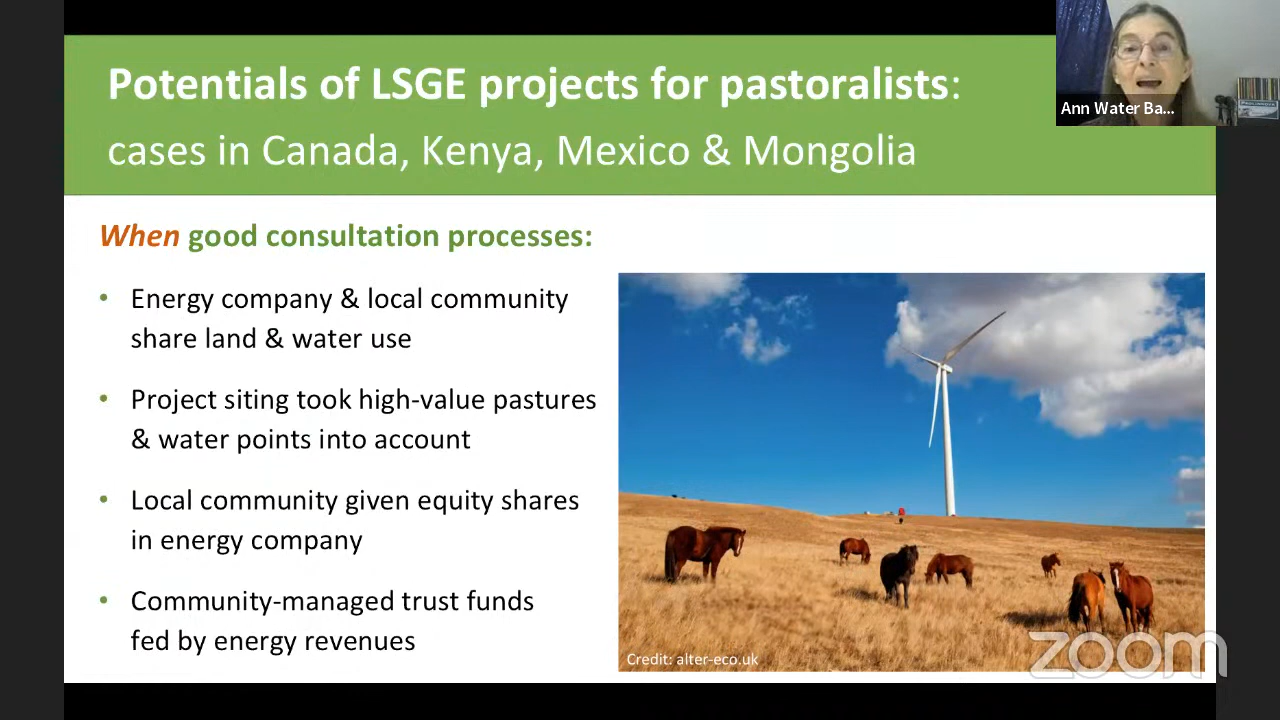 Potentials of LSGE projects for pastoralists:
cases in Canada, Kenya, Mexico & Mongolia
Ann Water Ba...
When good consultation processes:
• Energy company & local community
share land & water use
• Project siting took high-value pastures
& water points into account
• Local community given equity shares
in energy company
• Community-managed trust funds
fed by energy revenues
Credit: alter-eco.uk
zoom